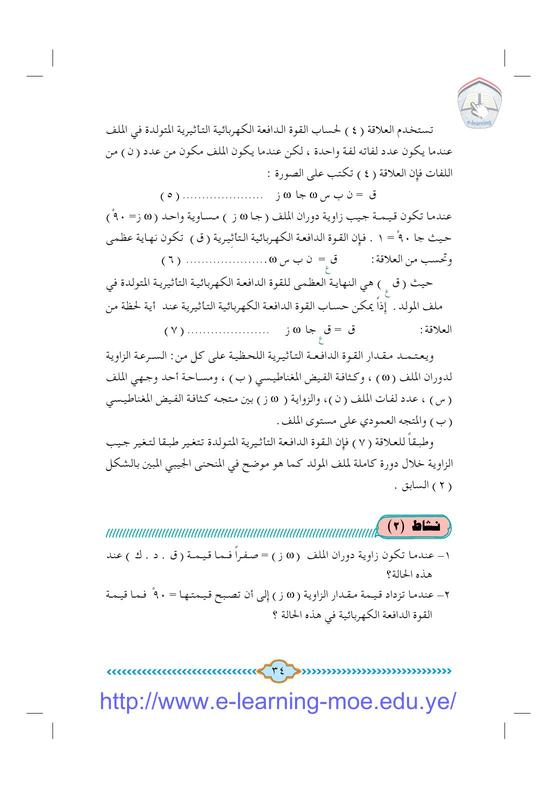 e-learning
تستخدم العلاقة ( ٤ ) لحساب القوة الدافعة الكهربائية التأثيرية المتولدة في الملف
عندما يكون عدد لفاته لفة واحدة ، لكن عندما يكون الملف مكون من عدد ( ن ) من
اللفات فإن العلاقة ( ٤ ) تكتب على الصورة :
ق = ن ب س ω جا ω ز ..................... ( ٥ )
عندما تكون قيمة جيب زاوية دوران الملف ( جا ω ز ) مساوية واحد ( ω ز = ٩٠° )
حيث جا ٩٠° = ١ . فإن القوة الدافعة الكهربائية التأثيرية ( ق ) تكون نهاية عظمى
وتحسب من العلاقة : قع = ن ب س ω ..................... ( ٦ )
حيث ( قع ) هي النهاية العظمى للقوة الدافعة الكهربائية التأثيرية المتولدة في
ملف المولد . إذاً يمكن حساب القوة الدافعة الكهربائية التأثيرية عند أية لحظة من
العلاقة : ق = قع جا ω ز ..................... ( ٧ )
ويعتمد مقدار القوة الدافعة التأثيرية اللحظية على كل من : السرعة الزاوية
لدوران الملف ( ω ) ، وكثافة الفيض المغناطيسي ( ب ) ، ومساحة أحد وجهي الملف
( س ) ، عدد لفات الملف ( ن ) ، والزواية ( ω ز ) بين متجه كثافة الفيض المغناطيسي
( ب ) والمتجه العمودي على مستوى الملف .
وطبقاً للعلاقة ( ٧ ) فإن القوة الدافعة التأثيرية المتولدة تتغير طبقا لتغير جيب
الزاوية خلال دورة كاملة لملف المولد كما هو موضح في المنحنى الجيبي المبين بالشكل
( ٢ ) السابق .
نشاط (٢)
١- عندما تكون زاوية دوران الملف ( ω ز ) = صفراً فما قيمة ( ق . د . ك ) عند
هذه الحالة ؟
٢- عندما تزداد قيمة مقدار الزاوية ( ω ز ) إلى أن تصبح قيمتها = ٩٠° فما قيمة
القوة الدافعة الكهربائية في هذه الحالة ؟
٣٤
http://www.e-learning-moe.edu.ye/